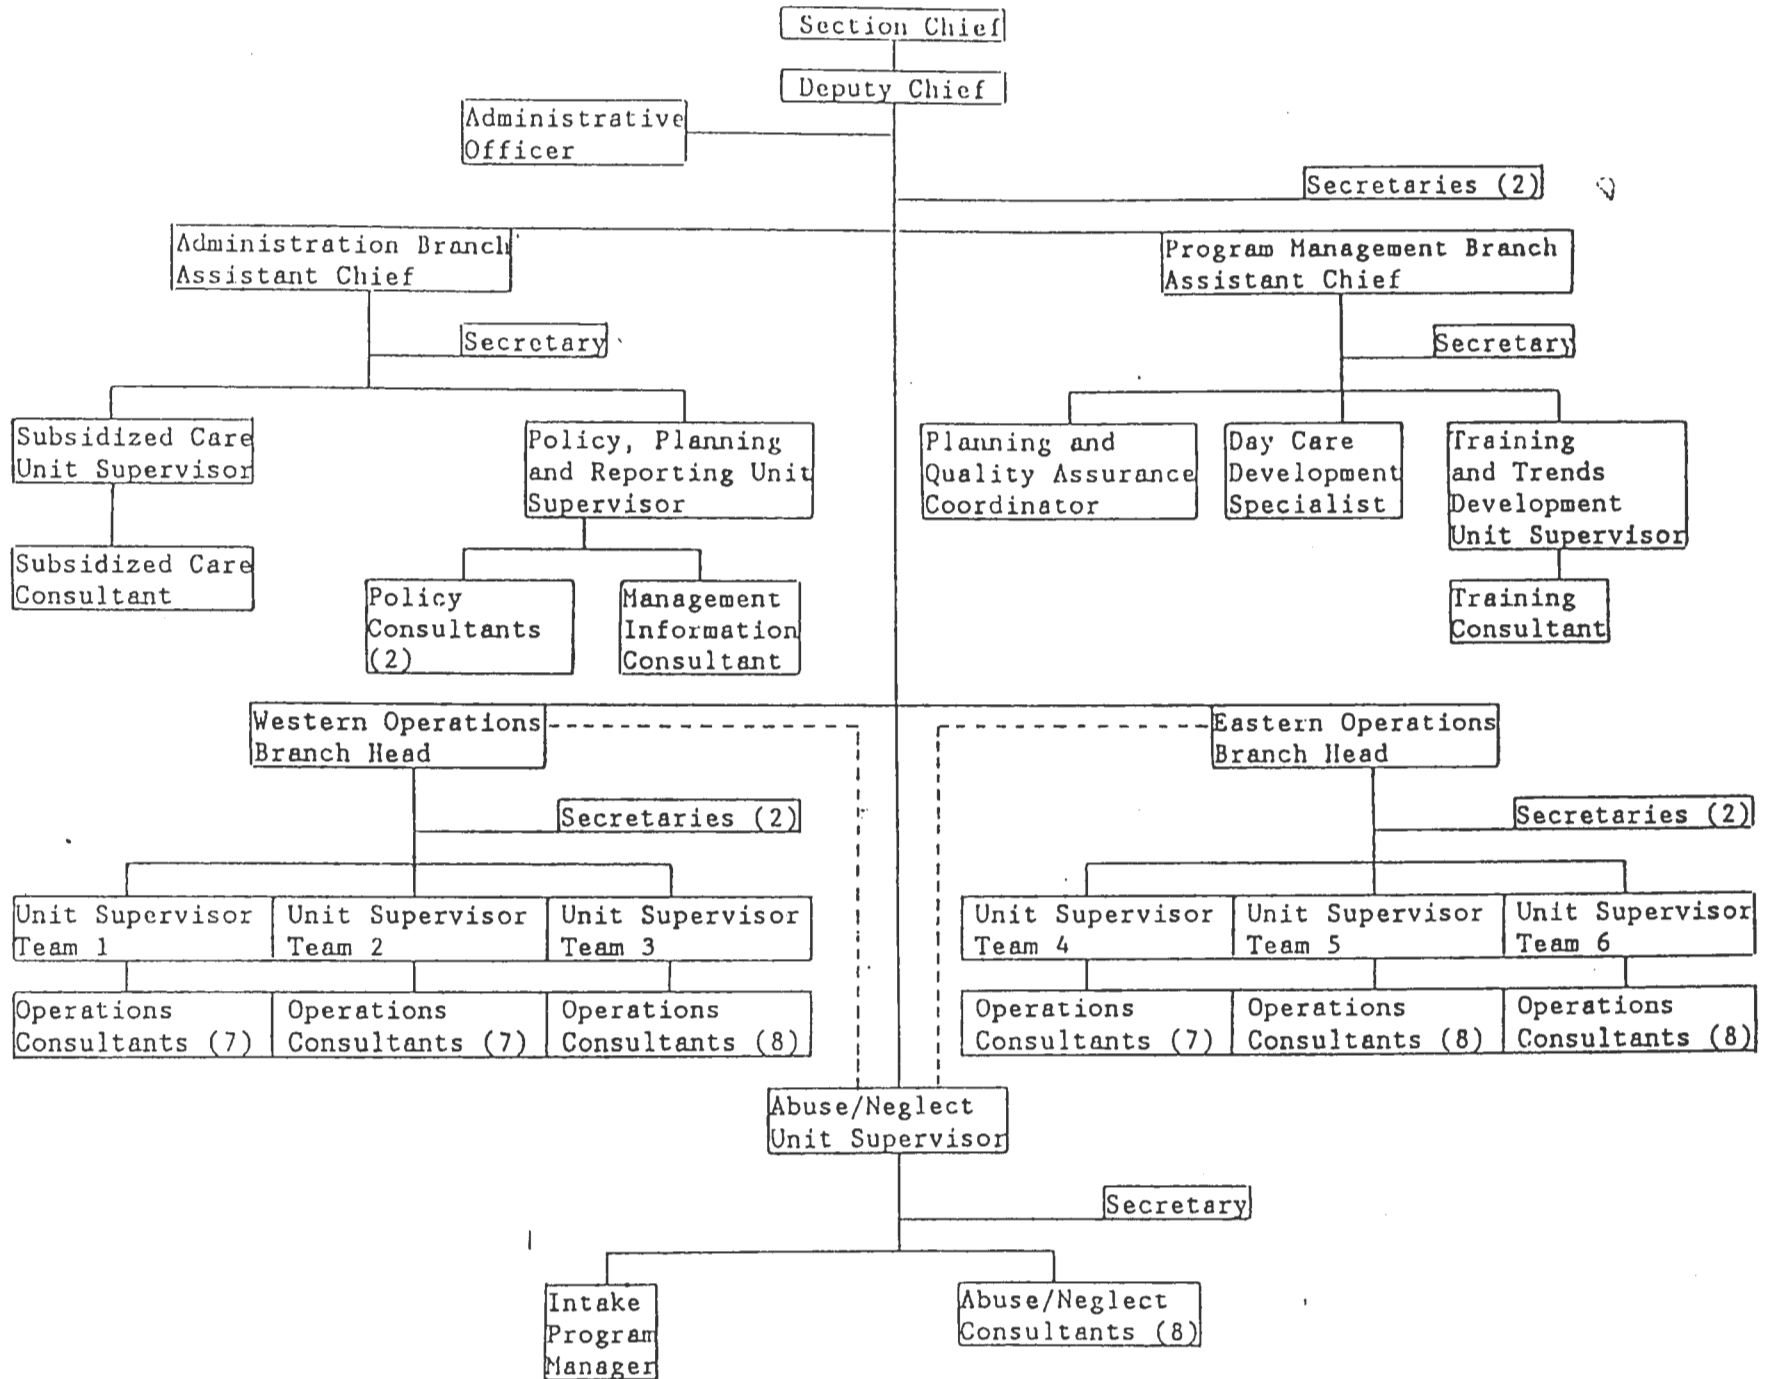 Section Chief
Deputy Chief
Administrative
Officer
Secretaries (2)
Administration Branch
Assistant Chief
Program Management Branch
Assistant Chief
Secretary
Secretary
Subsidized Care
Unit Supervisor
Policy, Planning
and Reporting Unit
Supervisor
Planning and
Quality Assurance
Coordinator
Day Care
Development
Specialist
Training
and Trends
Development
Unit Supervisor
Subsidized Care
Consultant
Policy
Consultants
(2)
Management
Information
Consultant
Training
Consultant
Western Operations
Branch Head
Eastern Operations
Branch Head
Secretaries (2)
Secretaries (2)
Unit Supervisor
Team 1
Unit Supervisor
Team 2
Unit Supervisor
Team 3
Unit Supervisor
Team 4
Unit Supervisor
Team 5
Unit Supervisor
Team 6
Operations
Consultants (7)
Operations
Consultants (7)
Operations
Consultants (8)
Operations
Consultants (7)
Operations
Consultants (8)
Operations
Consultants (8)
Abuse/Neglect
Unit Supervisor
Secretary
Intake
Program
Manager
Abuse/Neglect
Consultants (8)